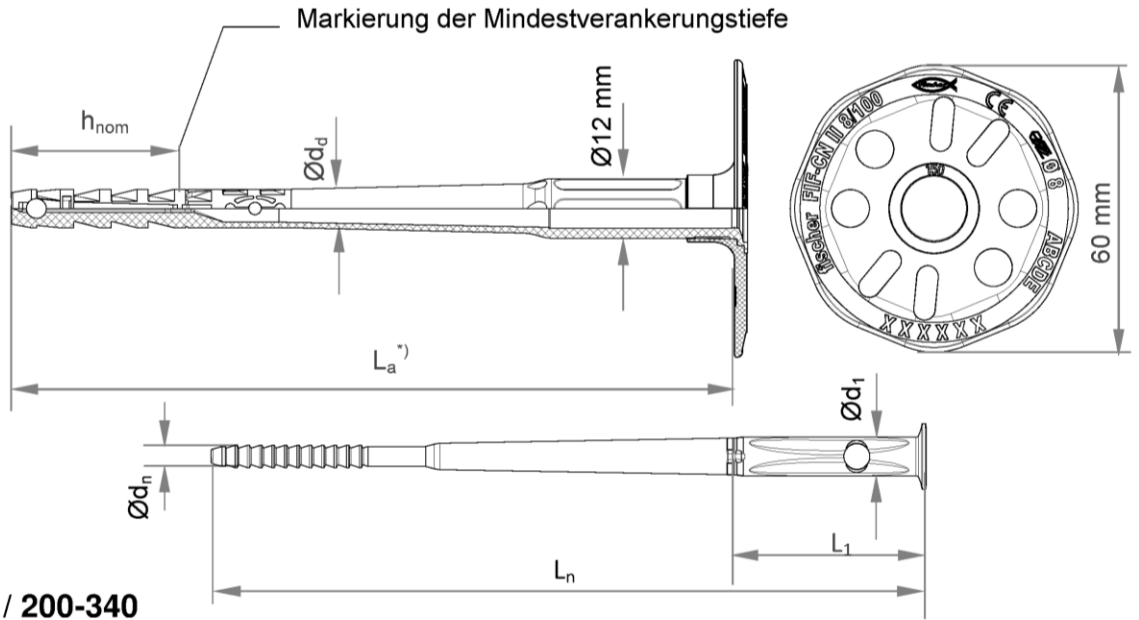 Markierung der Mindestverankerungstiefe
hnom
Ødd
Ø12 mm
fischer FIF-CN II 8/100
CE
Ø 8
ABCDE
XXXXXX
60 mm
La*)
Ødn
Ød1
L1
Ln
/ 200-340